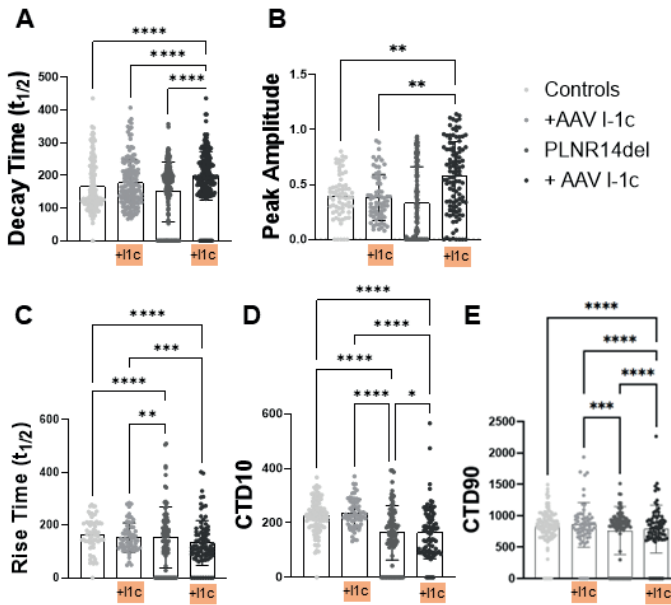 A
B
**** 
****
****
**
**
Decay Time (t1/2)
500
400
300
200
100
0
+I1c
+I1c
Peak Amplitude
1.5
1.0
0.5
0.0
+I1c
+I1c
Controls
+AAV I-1c
PLNR14del
+ AAV I-1c
C
D
E
****
***
****
**
Rise Time (t1/2)
600
400
200
0
+I1c
+I1c
****
****
****
****
*
CTD10
600
400
200
0
+I1c
+I1c
****
****
****
***
CTD90
2500
2000
1500
1000
500
0
+I1c
+I1c